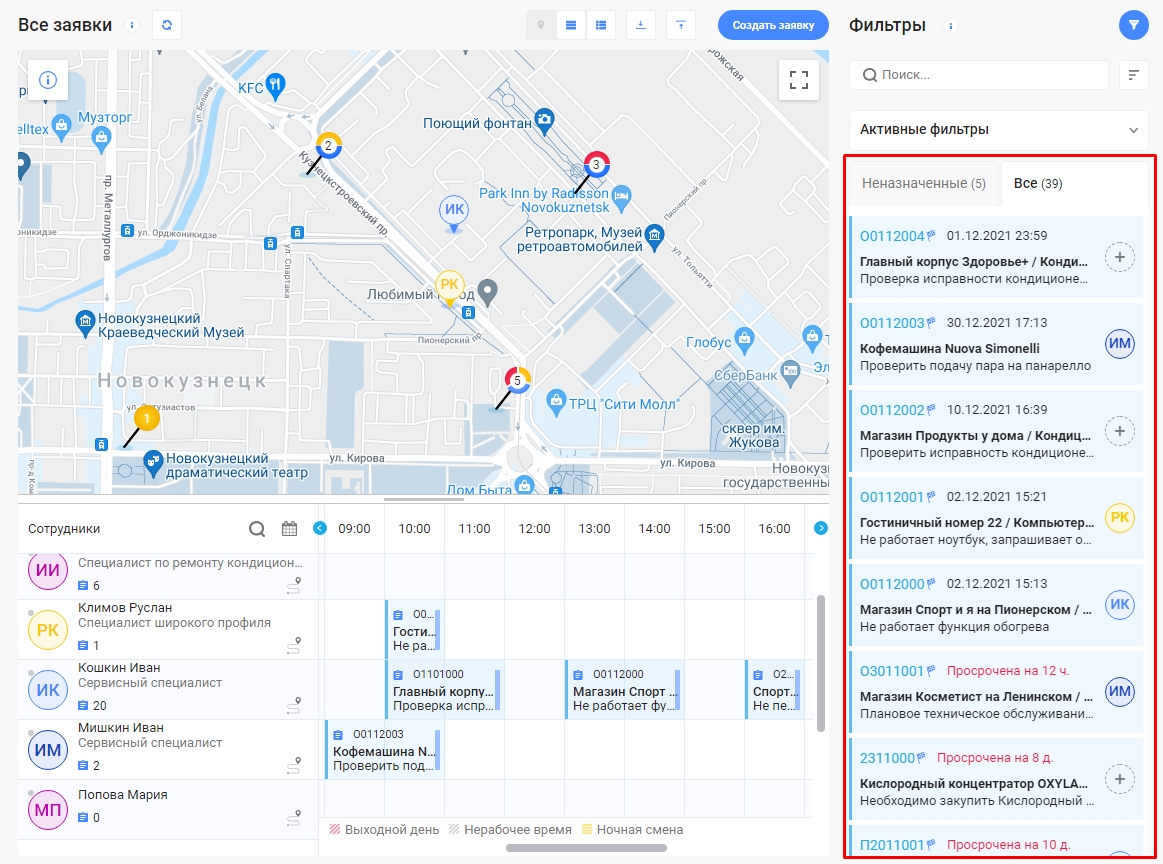 Все заявки
Создать заявку
Фильтры
KFC
Музторг
elltex
Поющий фонтан
Кузнецкстроевский пр.
2
3
Park Inn by Radisson
Novokuznetsk
ИК
Пионерский пр.
Ретропарк, Музей
ретроавтомобилей
ул. Тольятти
ул. Орджоникидзе
оникидзе
пр. Металлургов
ул. Спартака
ул. Белана
РК
Любимый
Новокузнецкий
Краеведческий Музей
Пионерский пр.
Глобус
СберБанк
Новокузнецк
5
ТРЦ "Сити Молл"
сквер им.
Жукова
1
Новокузнецкий
драматический театр
ул. Кирова
ул. Кирова
Дом Быта
государственны
Сотрудники
09:00
10:00
11:00
12:00
13:00
14:00
15:00
16:00
ИИ
Специалист по ремонту кондицион...
6
РК
Климов Руслан
Специалист широкого профиля
1
OO...
Гости...
Не ра...
ИК
Кошкин Иван
Сервисный специалист
20
О1101000
Главный корпу...
Проверка испр...
О0112000
Магазин Спорт ...
Не работает фу...
О2...
Спорт...
Не пе...
ИМ
Мишкин Иван
Сервисный специалист
2
О0112003
Кофемашина N...
Проверить под...
МП
Попова Мария
0
Выходной день
Нерабочее время
Ночная смена
Поиск...
Активные фильтры
Неназначенные (5)
Все (39)
О0112004 01.12.2021 23:59
Главный корпус Здоровье+ / Конди...
Проверка исправности кондиционе...
О0112003 30.12.2021 17:13
Кофемашина Nuova Simonelli
Проверить подачу пара на панарелло
ИМ
О0112002 10.12.2021 16:39
Магазин Продукты у дома / Кондиц...
Проверить исправность кондиционе...
О0112001 02.12.2021 15:21
Гостиничный номер 22 / Компьютер...
Не работает ноутбук, запрашивает о...
РК
О0112000 02.12.2021 15:13
Магазин Спорт и я на Пионерском / ...
Не работает функция обогрева
ИК
О3011001 Просрочена на 12 ч.
Магазин Косметист на Ленинском / ...
Плановое техническое обслуживани...
ИМ
2311000 Просрочена на 8 д.
Кислородный концентратор OXYLA...
Необходимо закупить Кислородный ...
П2011001 Просрочена на 10 д.